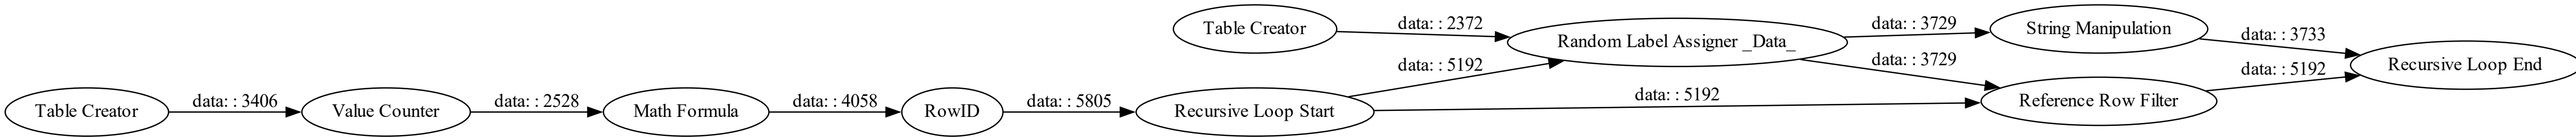 Table Creator
data: : 3406
Value Counter
data: : 2528
Math Formula
data: : 4058
RowID
data: : 5805
Recursive Loop Start
Table Creator
data: : 2372
data: : 5192
Random Label Assigner _Data_
data: : 3729
data: : 3729
data: : 5192
String Manipulation
Reference Row Filter
data: : 3733
data: : 5192
Recursive Loop End